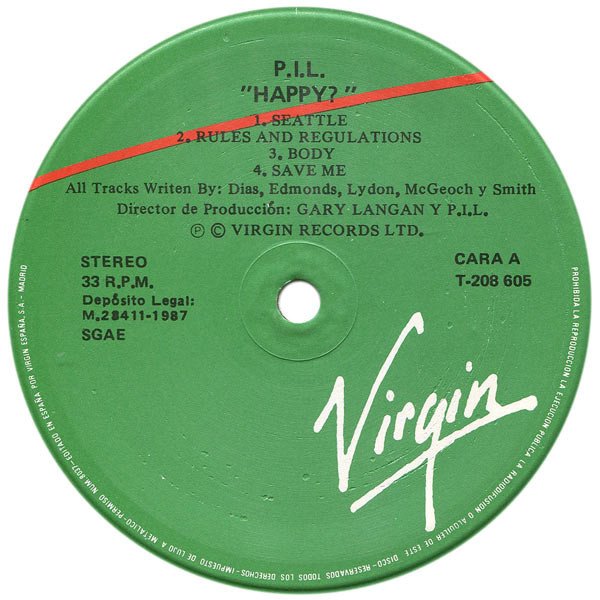 P.I.L.
"HAPPY?"
1. SEATTLE
2. RULES AND REGULATIONS
3. BODY
4. SAVE ME
All Tracks Writen By: Dias, Edmonds, Lydon, McGeoch y Smith
Director de Producción: GARY LANGAN Y P.I.L.
Ⓟ © VIRGIN RECORDS LTD.
STEREO
33 R.P.M.
Depósito Legal:
M.28411-1987
SGAE
CARA A
T-208 605
Virgin
PROHIBIDA LA REPRODUCCION LA EJECUCION PUBLICA LA RADIODIFUSION O ALQUILER DE ESTE DISCO-RESERVADOS TODOS LOS DERECHOS-IMPUESTO DE LUJO A METALICO-PERMISO NUM 807-EDITADO EN ESPAÑA POR VIRGIN ESPAÑA, S.A.- MADRID